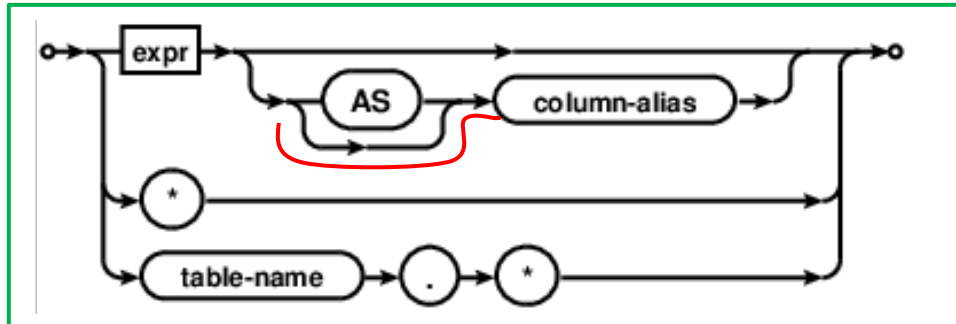 expr
AS column-alias
*
table-name . *